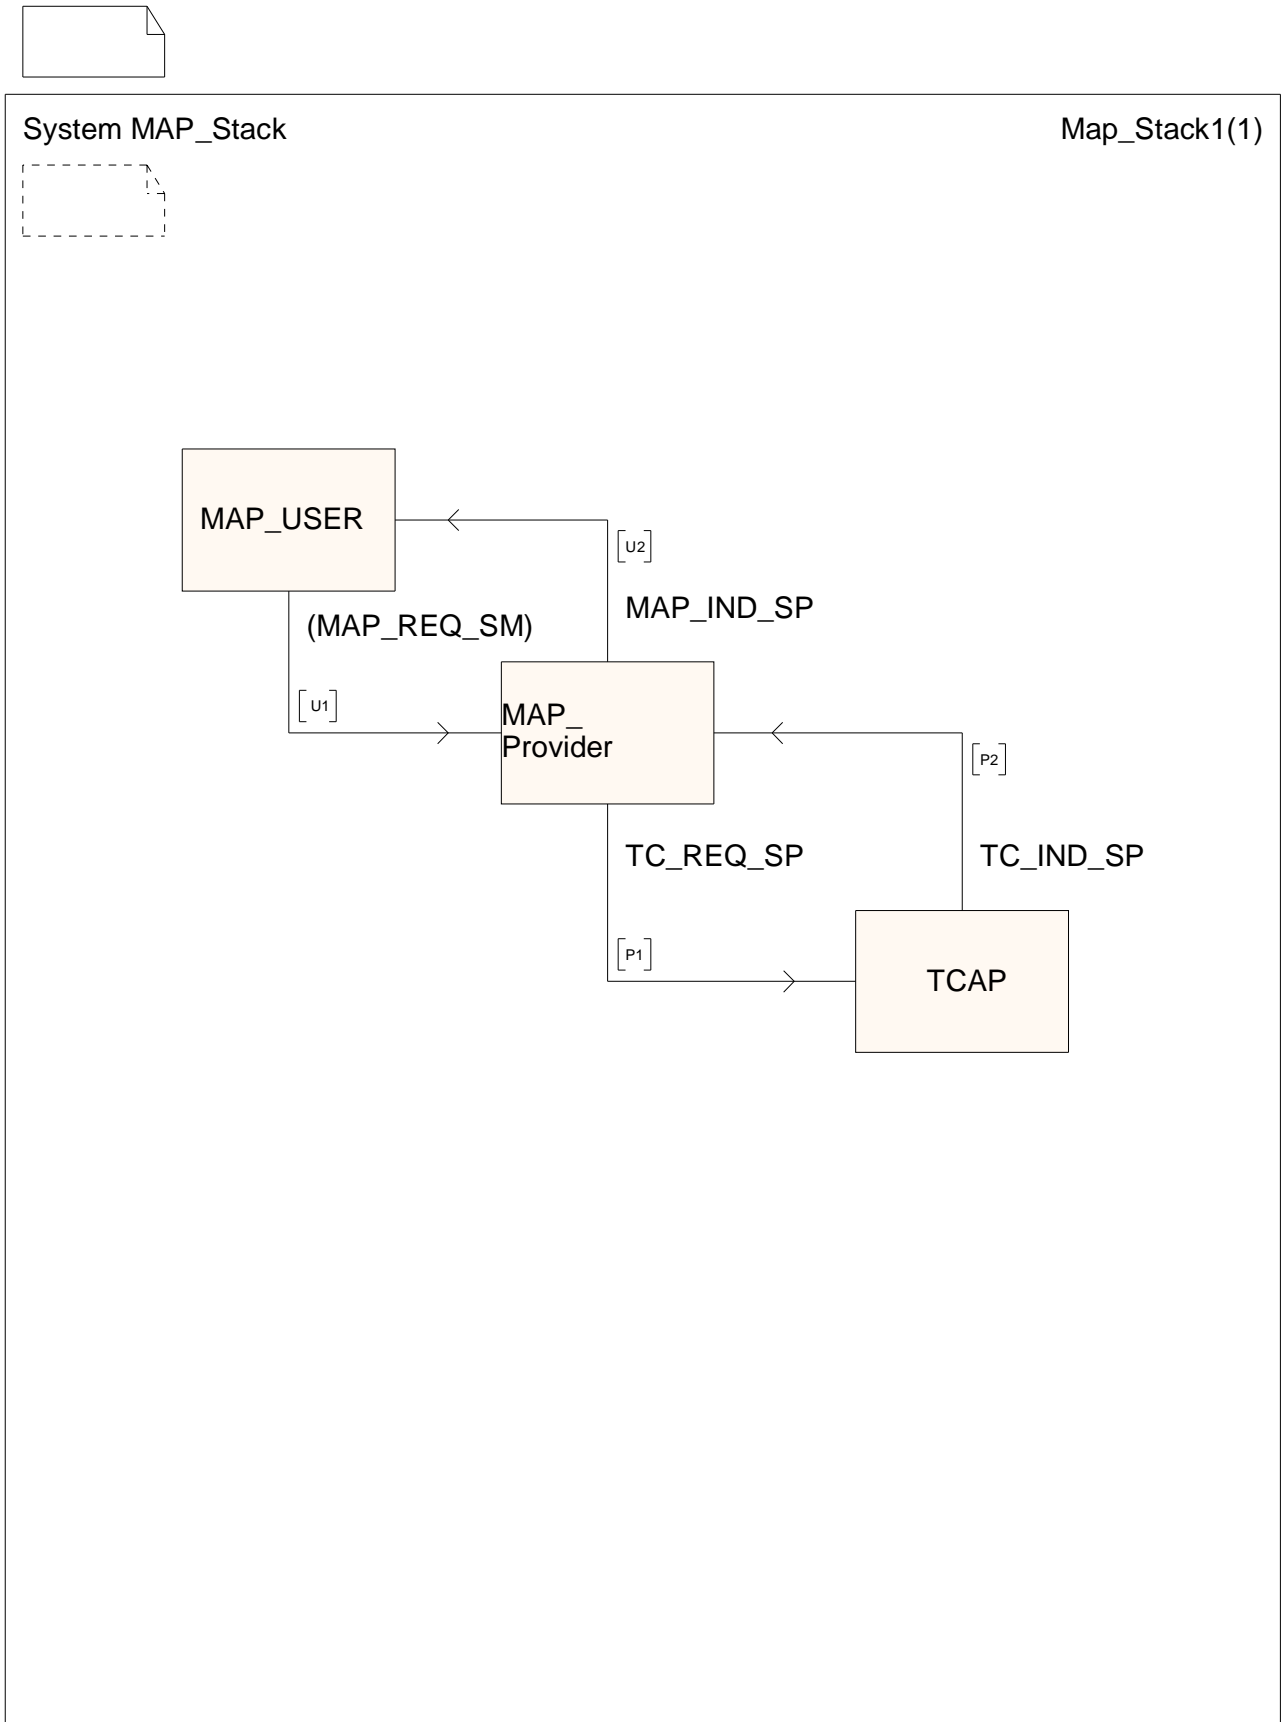 System MAP_Stack
Map_Stack1(1)
MAP_USER
[U2]
MAP_IND_SP
(MAP_REQ_SM)
[U1]
MAP_
Provider
[P2]
TC_REQ_SP
TC_IND_SP
[P1]
TCAP